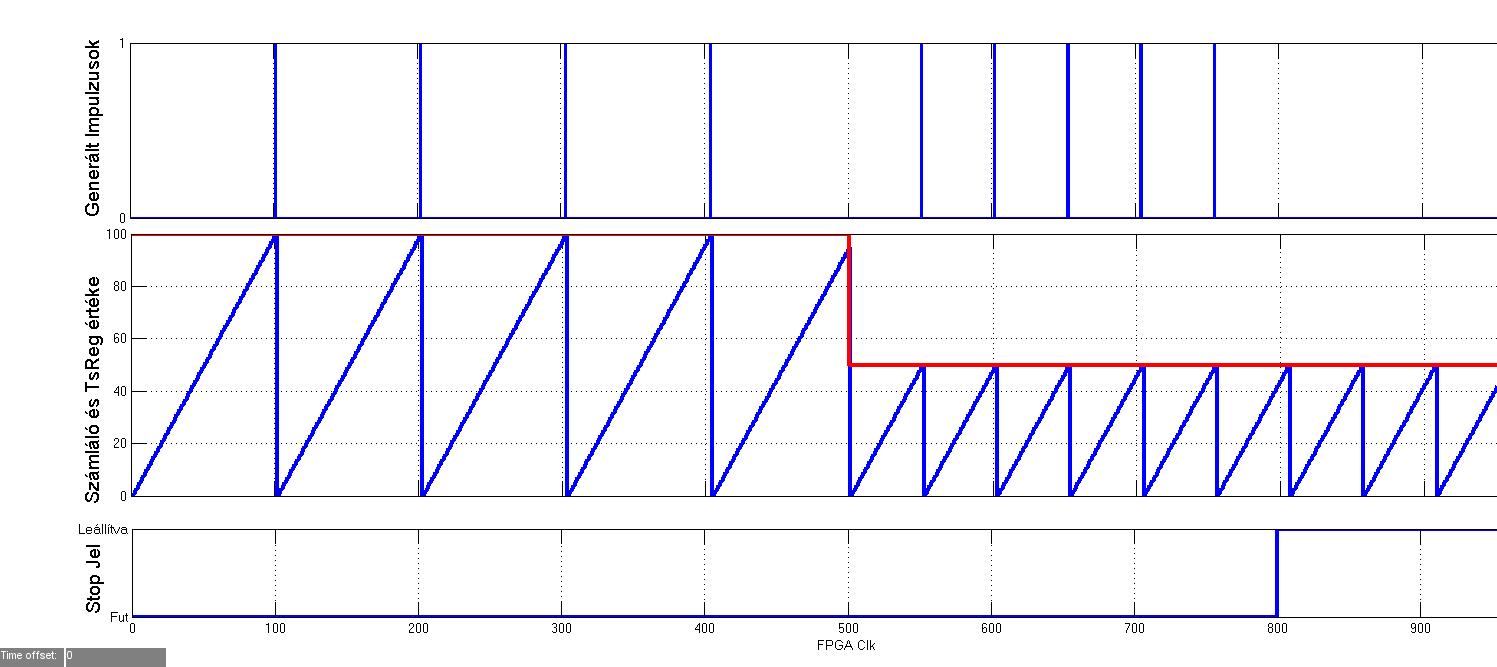 Generált Impulzusok
1
0
Számláló és TsReg értéke
100
80
60
40
20
0
Stop Jel
Leállítva
Fut
0 100 200 300 400 500 600 700 800 900
FPGA Clk
Time offset: 0